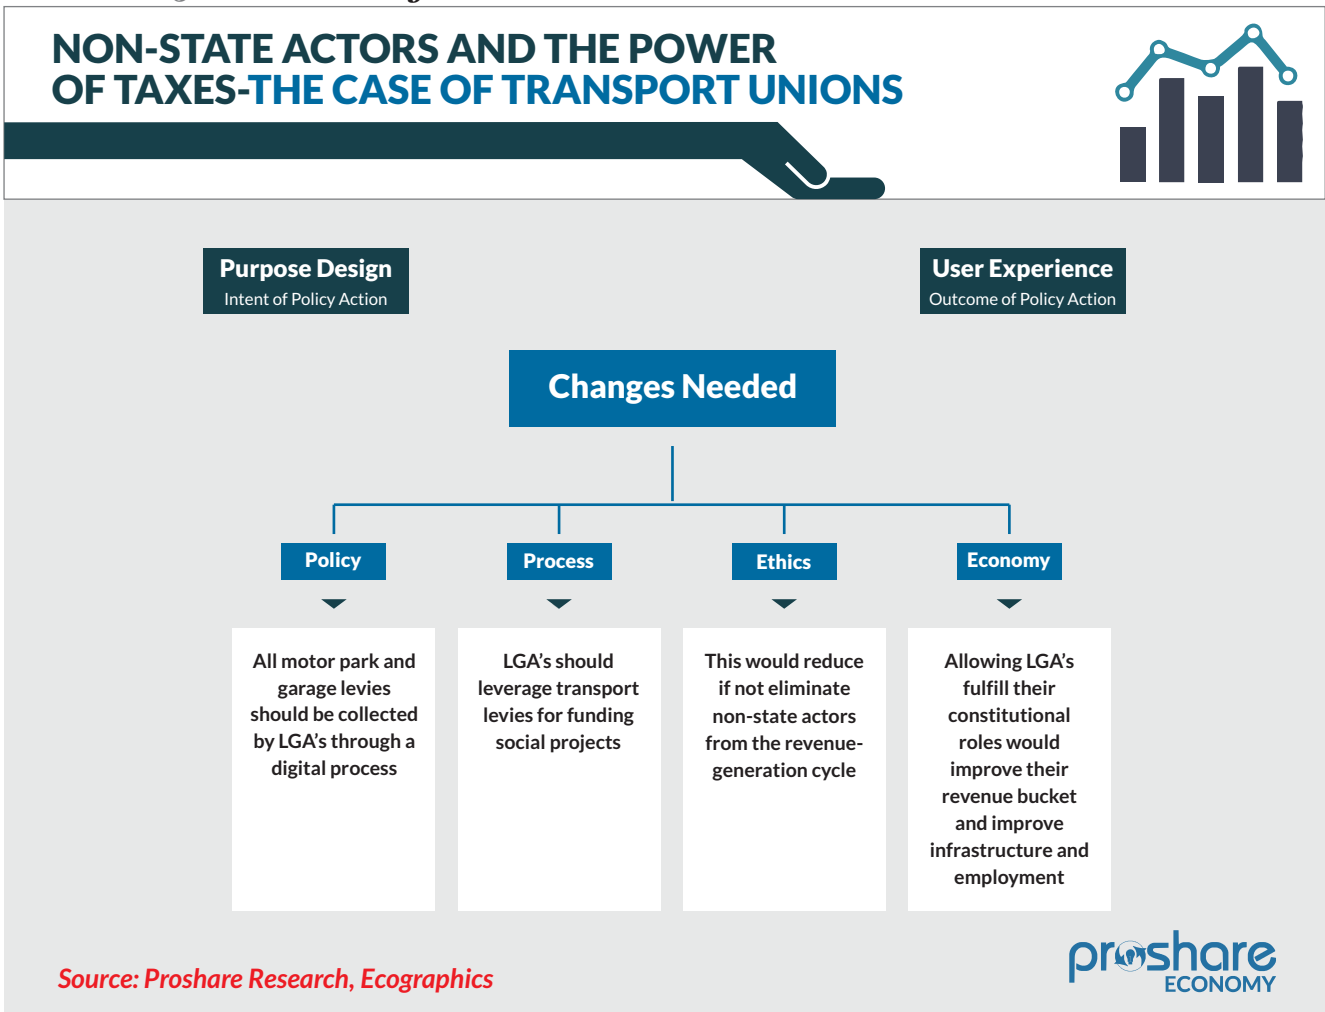 NON-STATE ACTORS AND THE POWER
OF TAXES-THE CASE OF TRANSPORT UNIONS
Purpose Design
Intent of Policy Action
User Experience
Outcome of Policy Action
Changes Needed
Policy
Process
Ethics
Economy
All motor park and
garage levies
should be collected
by LGA's through a
digital process
LGA's should
leverage transport
levies for funding
social projects
This would reduce
if not eliminate
non-state actors
from the revenue-
generation cycle
Allowing LGA's
fulfill their
constitutional
roles would
improve their
revenue bucket
and improve
infrastructure and
employment
Source: Proshare Research, Ecographics
proshare
ECONOMY